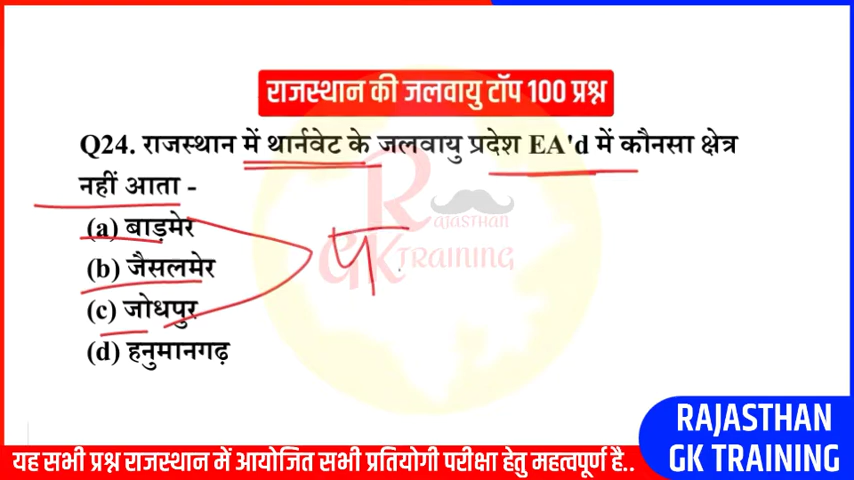 राजस्थान की जलवायु टॉप 100 प्रश्न
Q24. राजस्थान में थार्नवेट के जलवायु प्रदेश EA'd में कौनसा क्षेत्र
नहीं आता -
(a) बाड़मेर
(b) जैसलमेर
(c) जोधपुर
(d) हनुमानगढ़
प
RAJASTHAN
GK TRAINING
RAJASTHAN
GK TRAINING
यह सभी प्रश्न राजस्थान में आयोजित सभी प्रतियोगी परीक्षा हेतु महत्वपूर्ण है..